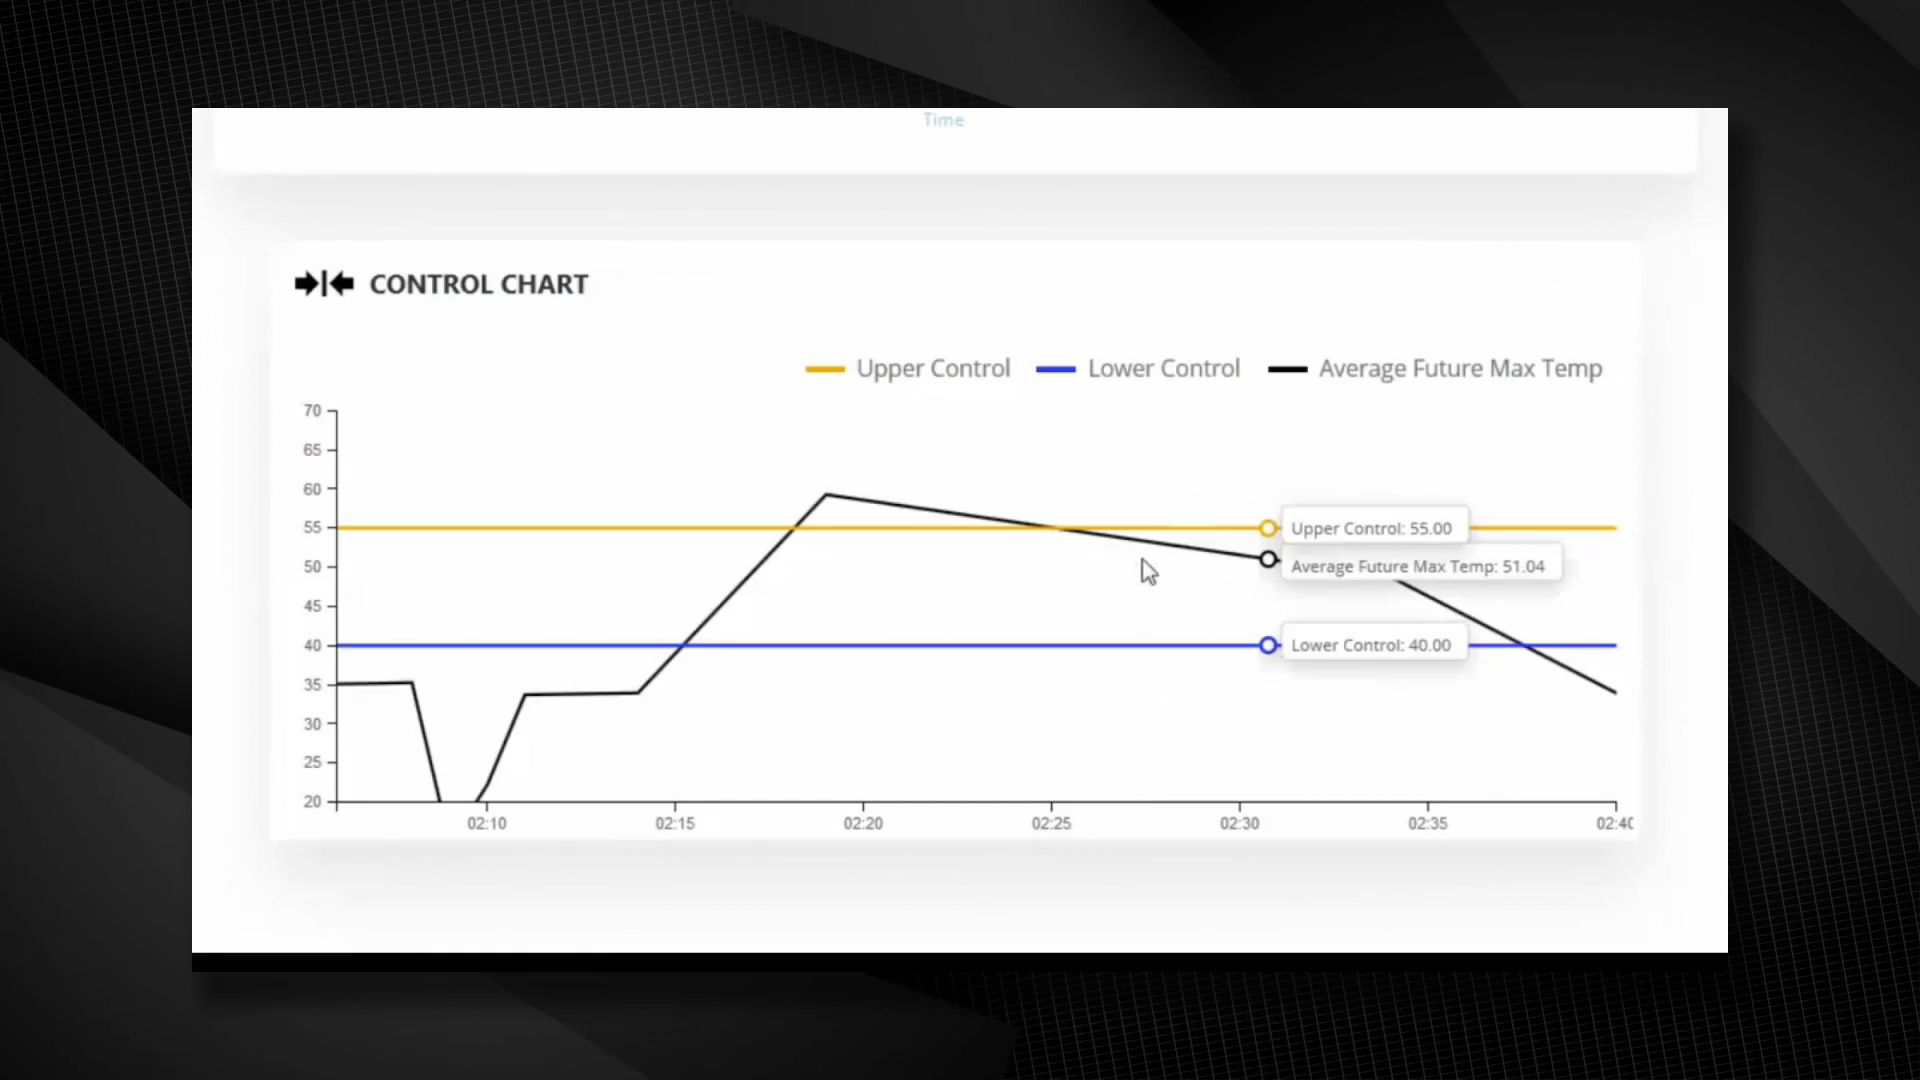 Time
CONTROL CHART
Upper Control Lower Control Average Future Max Temp
70
65
60
55
50
45
40
35
30
25
20
Upper Control: 55.00
Average Future Max Temp: 51.04
Lower Control: 40.00
02:10 02:15 02:20 02:25 02:30 02:35 02:40